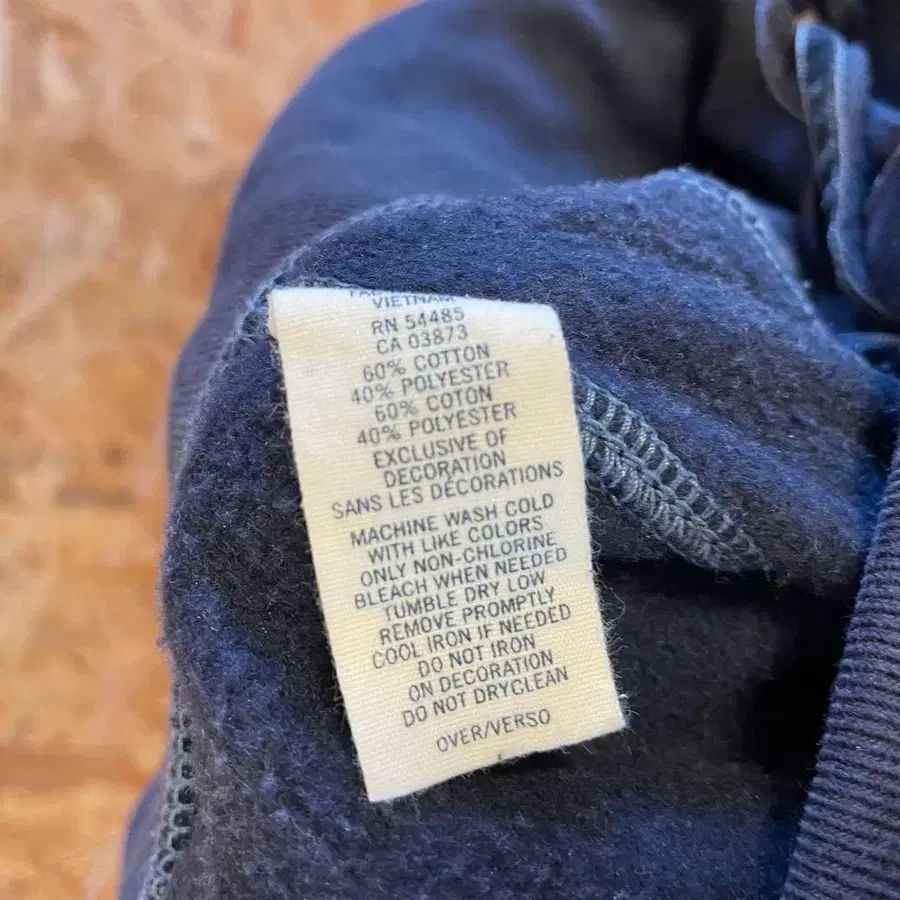 VIETNAM
RN 54485
CA 03873
60% COTTON
40% POLYESTER
60% COTON
40% POLYESTER
EXCLUSIVE OF
DECORATION
SANS LES DÉCORATIONS
MACHINE WASH COLD
WITH LIKE COLORS
ONLY NON-CHLORINE
BLEACH WHEN NEEDED
TUMBLE DRY LOW
REMOVE PROMPTLY
COOL IRON IF NEEDED
DO NOT IRON
ON DECORATION
DO NOT DRYCLEAN
OVER/VERSO